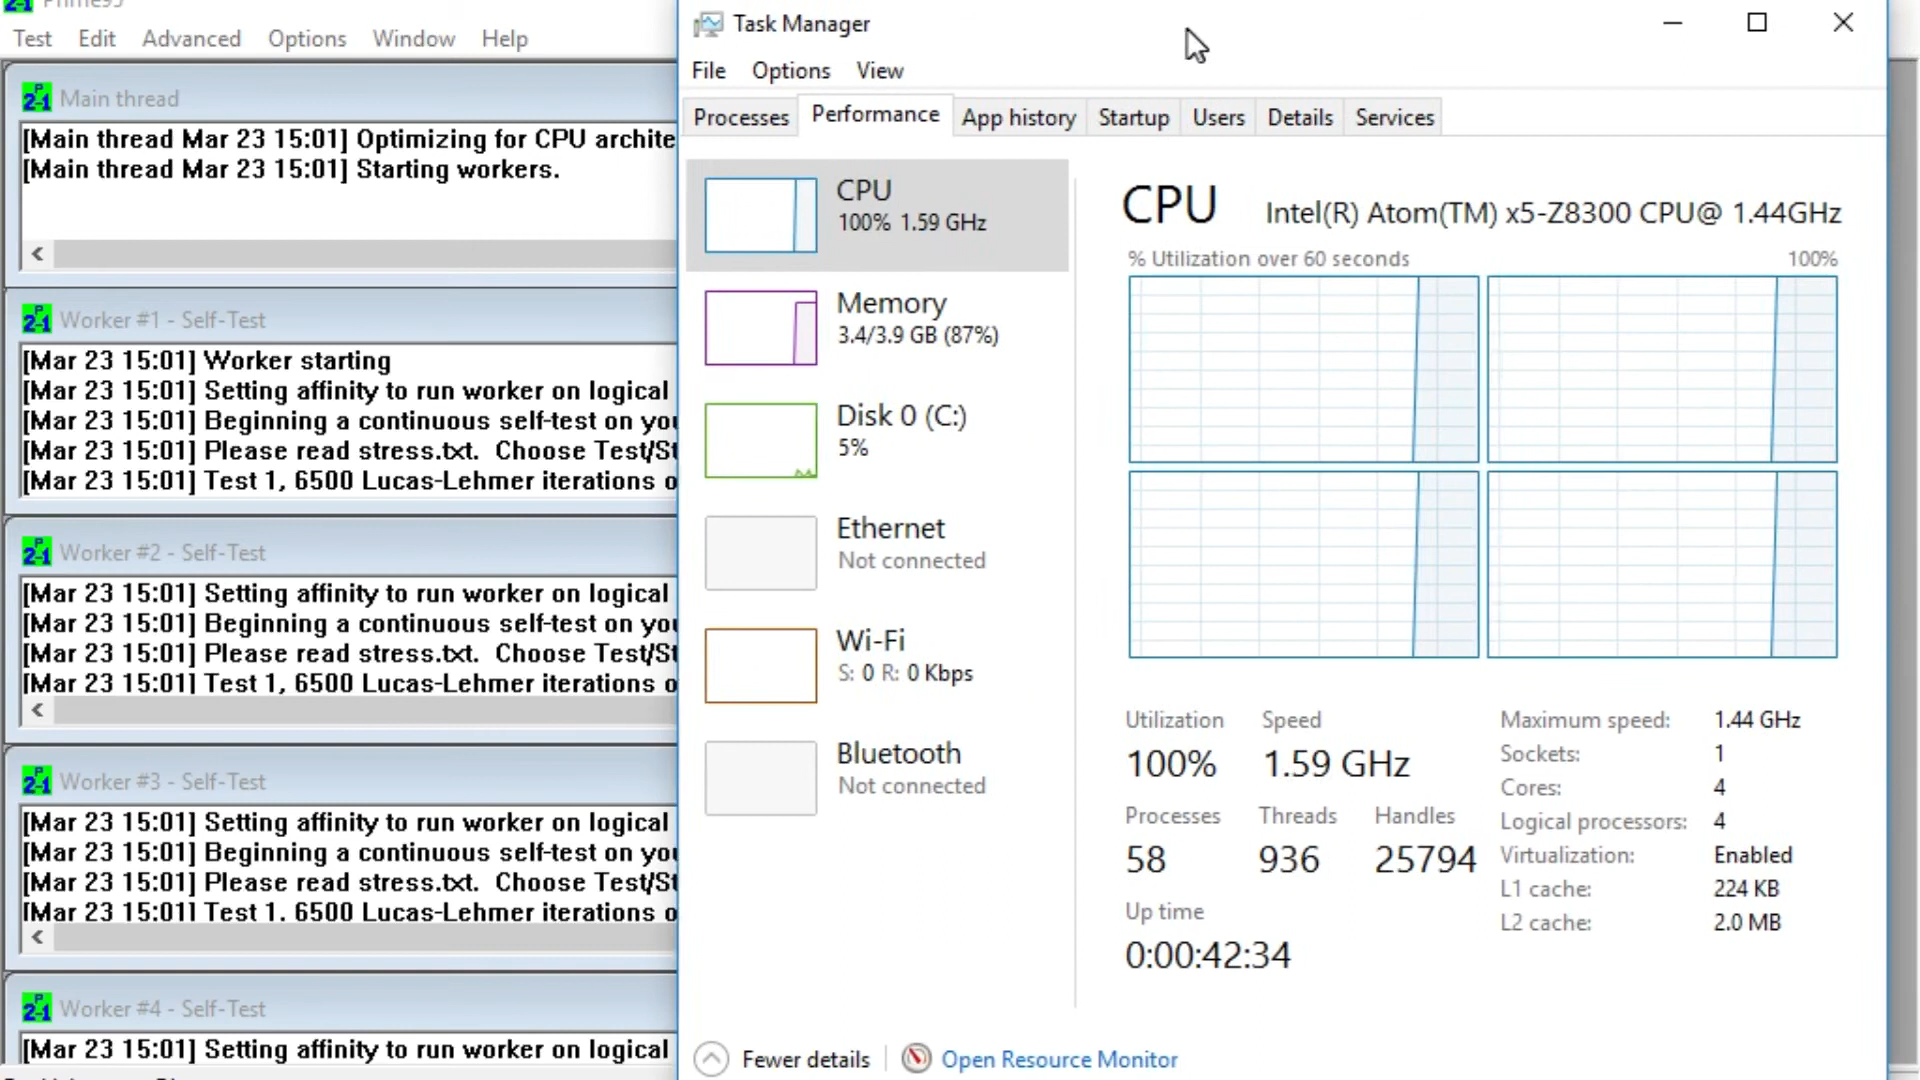 Prime95
Test Edit Advanced Options Window Help
Main thread
[Main thread Mar 23 15:01] Optimizing for CPU archite
[Main thread Mar 23 15:01] Starting workers.
Worker #1 - Self-Test
[Mar 23 15:01] Worker starting
[Mar 23 15:01] Setting affinity to run worker on logical
[Mar 23 15:01] Beginning a continuous self-test on you
[Mar 23 15:01] Please read stress.txt. Choose Test/St
[Mar 23 15:01] Test 1, 6500 Lucas-Lehmer iterations o
Worker #2 - Self-Test
[Mar 23 15:01] Setting affinity to run worker on logical
[Mar 23 15:01] Beginning a continuous self-test on you
[Mar 23 15:01] Please read stress.txt. Choose Test/St
[Mar 23 15:01] Test 1, 6500 Lucas-Lehmer iterations o
Worker #3 - Self-Test
[Mar 23 15:01] Setting affinity to run worker on logical
[Mar 23 15:01] Beginning a continuous self-test on you
[Mar 23 15:01] Please read stress.txt. Choose Test/St
[Mar 23 15:01] Test 1, 6500 Lucas-Lehmer iterations o
Worker #4 - Self-Test
[Mar 23 15:01] Setting affinity to run worker on logical
Task Manager
File Options View
Processes Performance App history Startup Users Details Services
CPU
100% 1.59 GHz
Memory
3.4/3.9 GB (87%)
Disk 0 (C:)
5%
Ethernet
Not connected
Wi-Fi
S: 0 R: 0 Kbps
Bluetooth
Not connected
CPU Intel(R) Atom(TM) x5-Z8300 CPU@ 1.44GHz
% Utilization over 60 seconds 100%
Utilization Speed
100% 1.59 GHz
Processes Threads Handles
58 936 25794
Up time
0:00:42:34
Maximum speed: 1.44 GHz
Sockets: 1
Cores: 4
Logical processors: 4
Virtualization: Enabled
L1 cache: 224 KB
L2 cache: 2.0 MB
Fewer details Open Resource Monitor